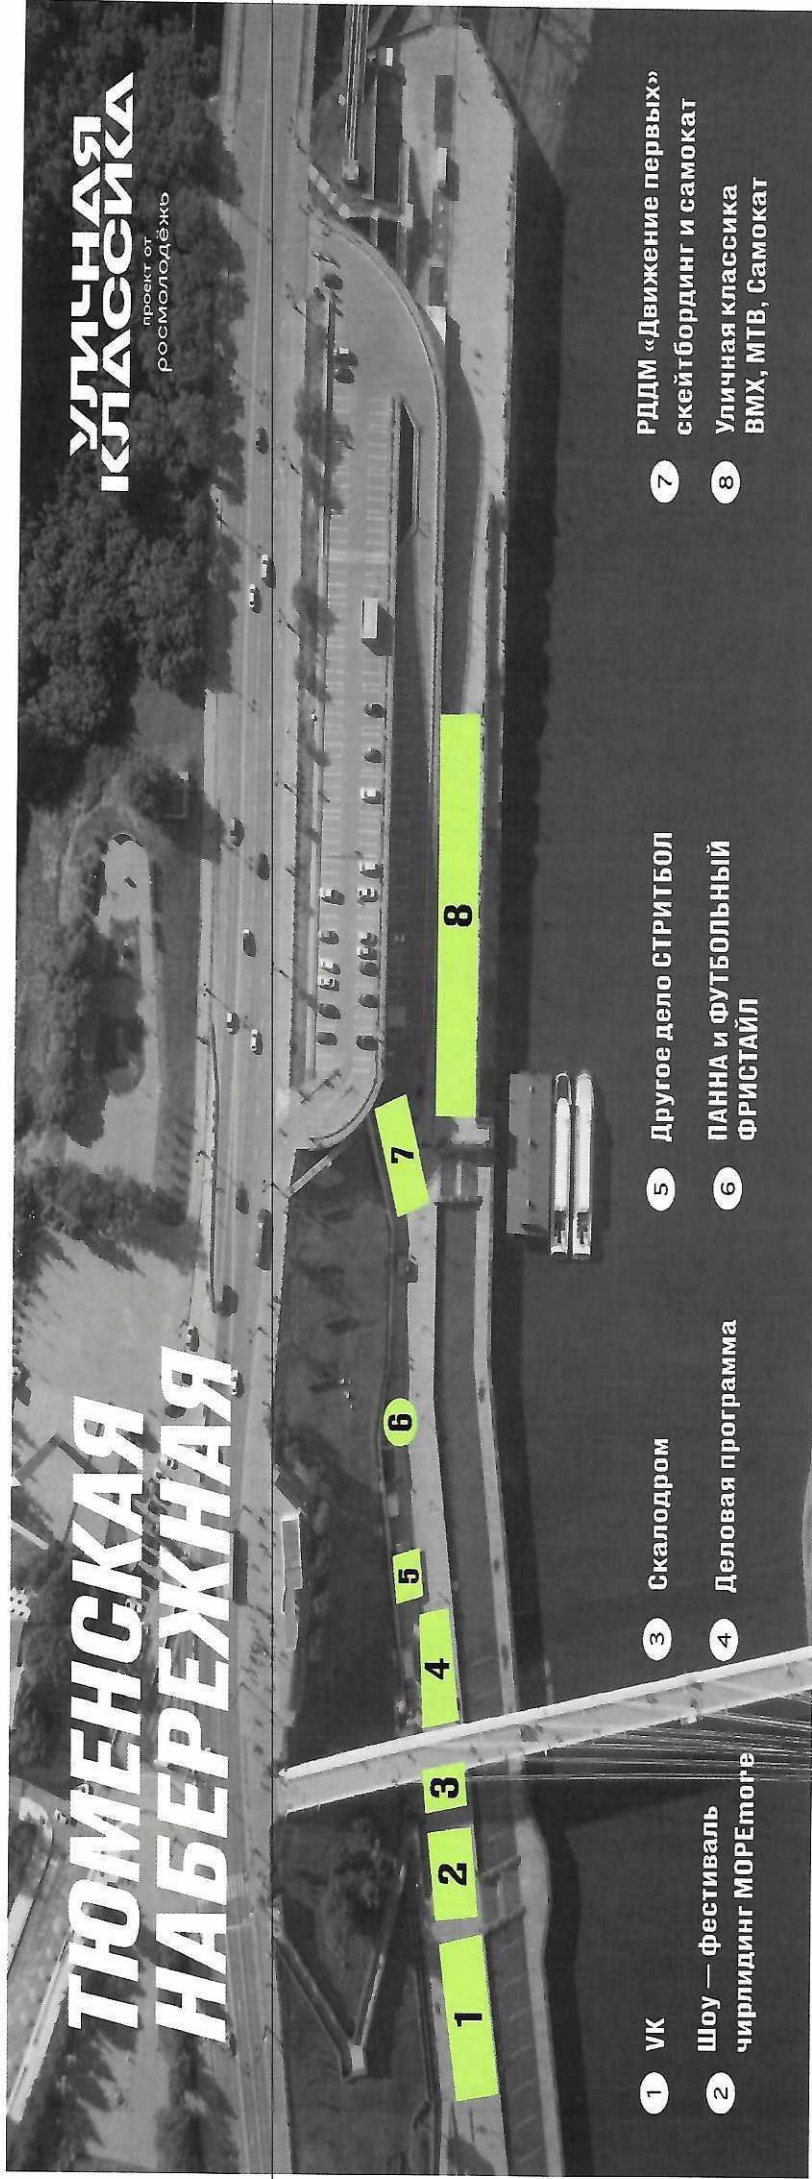 ТЮМЕНСКАЯ
НАБЕРЕЖНАЯ
УЛИЧНАЯ
КЛАССИКА
проект от
росмолодёжь
1
2
3
4
5
6
7
8
1 VK
2 Шоу — фестиваль
чирлидинг МОРЕmore
3 Скалодром
4 Деловая программа
5 Другое дело СТРИТБОЛ
6 ПАННА и ФУТБОЛЬНЫЙ
ФРИСТАЙЛ
7 РДДМ «Движение первых»
скейтбординг и самокат
8 Уличная классика
BMX, MTB, Самокат